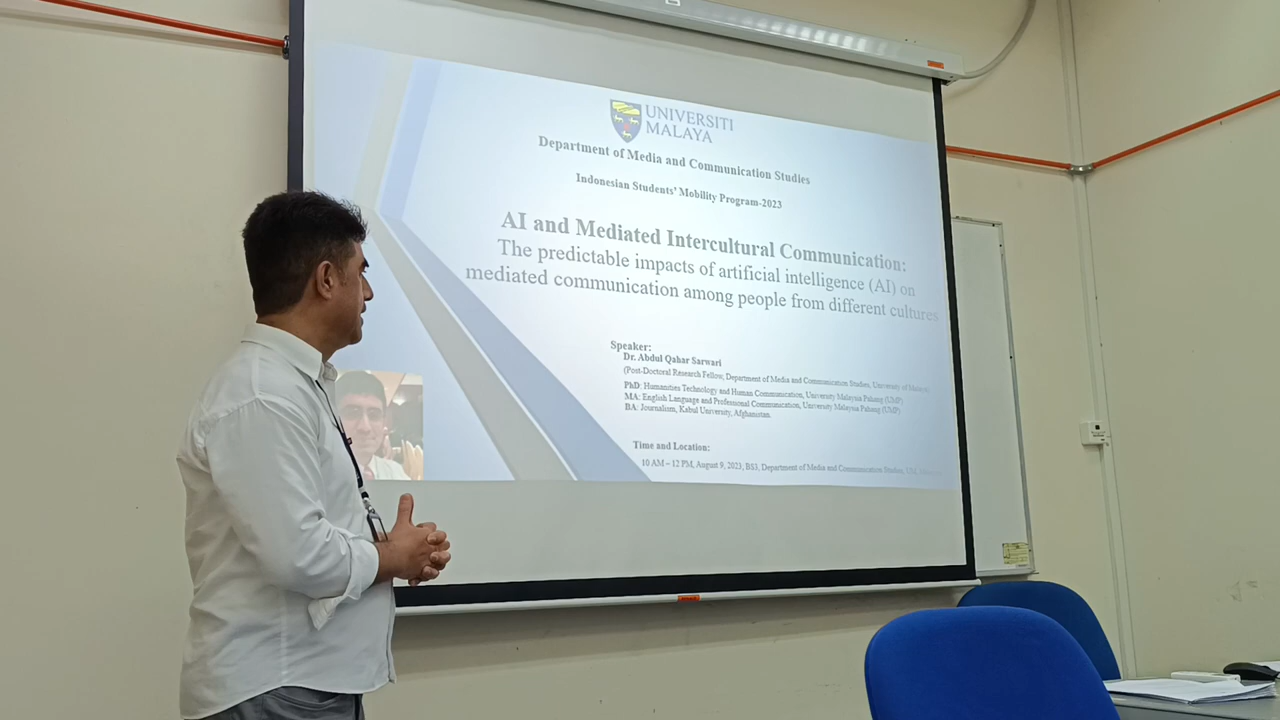 UNIVERSITI
MALAYA
Department of Media and Communication Studies
Indonesian Students' Mobility Program-2023
AI and Mediated Intercultural Communication:
The predictable impacts of artificial intelligence (AI) on
mediated communication among people from different cultures
Speaker:
Dr. Abdul Qahar Sarwari
(Post-Doctoral Research Fellow, Department of Media and Communication Studies, University of
PhD: Humanities Technology and Human Communication, University Malaysia Pahang (UMP)
MA: English Language and Professional Communication, University Malaysia Pahang (UMP)
BA: Journalism, Kabul University, Afghanistan.
Time and Location:
10 AM – 12 PM, August 9, 2023, BS3, Department of Media and Communication Studies,